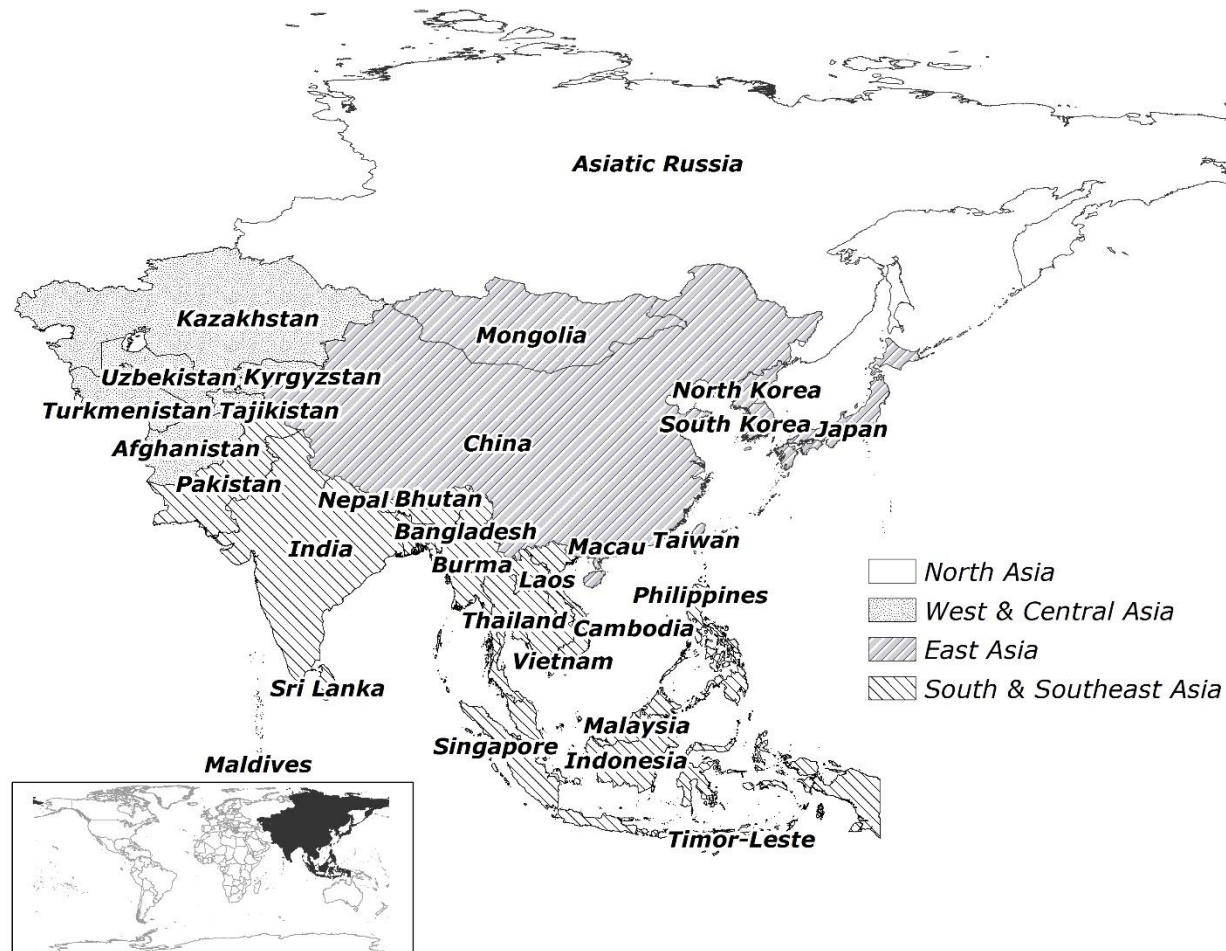 Asiatic Russia
Kazakhstan
Mongolia
Uzbekistan
Kyrgyzstan
North Korea
Turkmenistan
Tajikistan
South Korea
Japan
Afghanistan
China
Pakistan
Nepal
Bhutan
Bangladesh
India
Macau
Taiwan
Burma
Laos
Philippines
Thailand
Cambodia
Vietnam
Sri Lanka
Malaysia
Singapore
Indonesia
Maldives
Timor-Leste
North Asia
West & Central Asia
East Asia
South & Southeast Asia